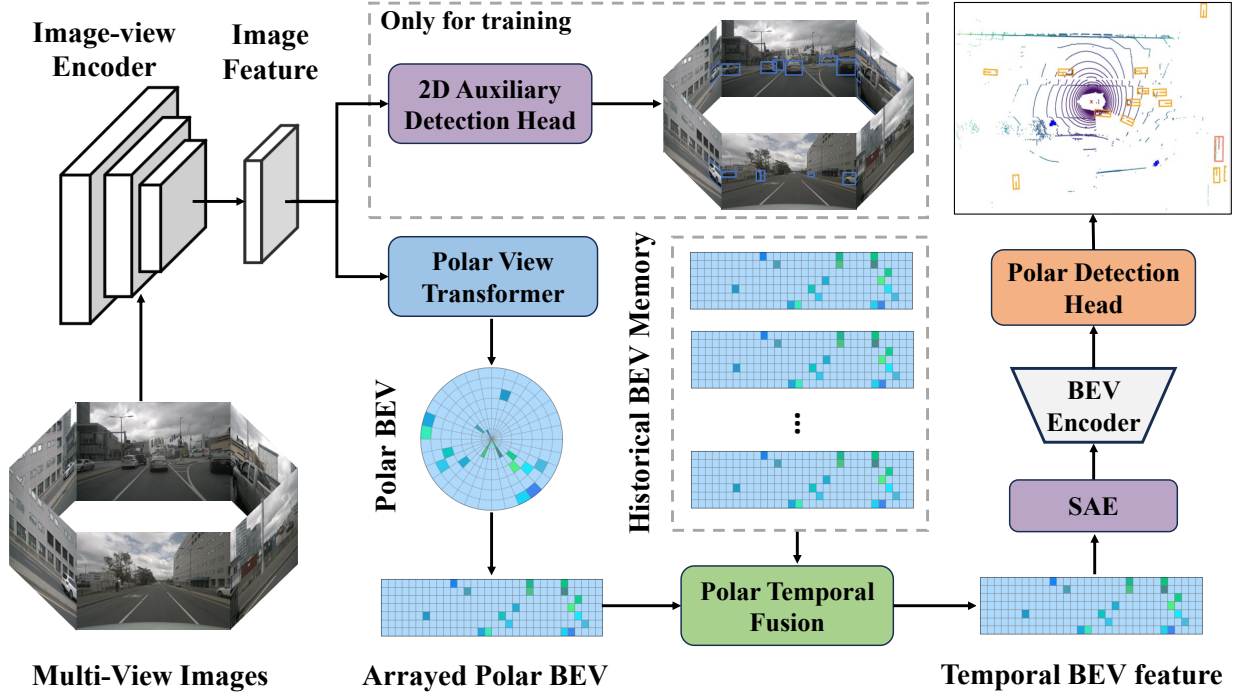 Image-view
Encoder
Image
Feature
Only for training
2D Auxiliary
Detection Head
Polar View
Transformer
Polar BEV
Historical BEV Memory
...
Polar Detection
Head
BEV
Encoder
SAE
Polar Temporal
Fusion
Multi-View Images
Arrayed Polar BEV
Temporal BEV feature